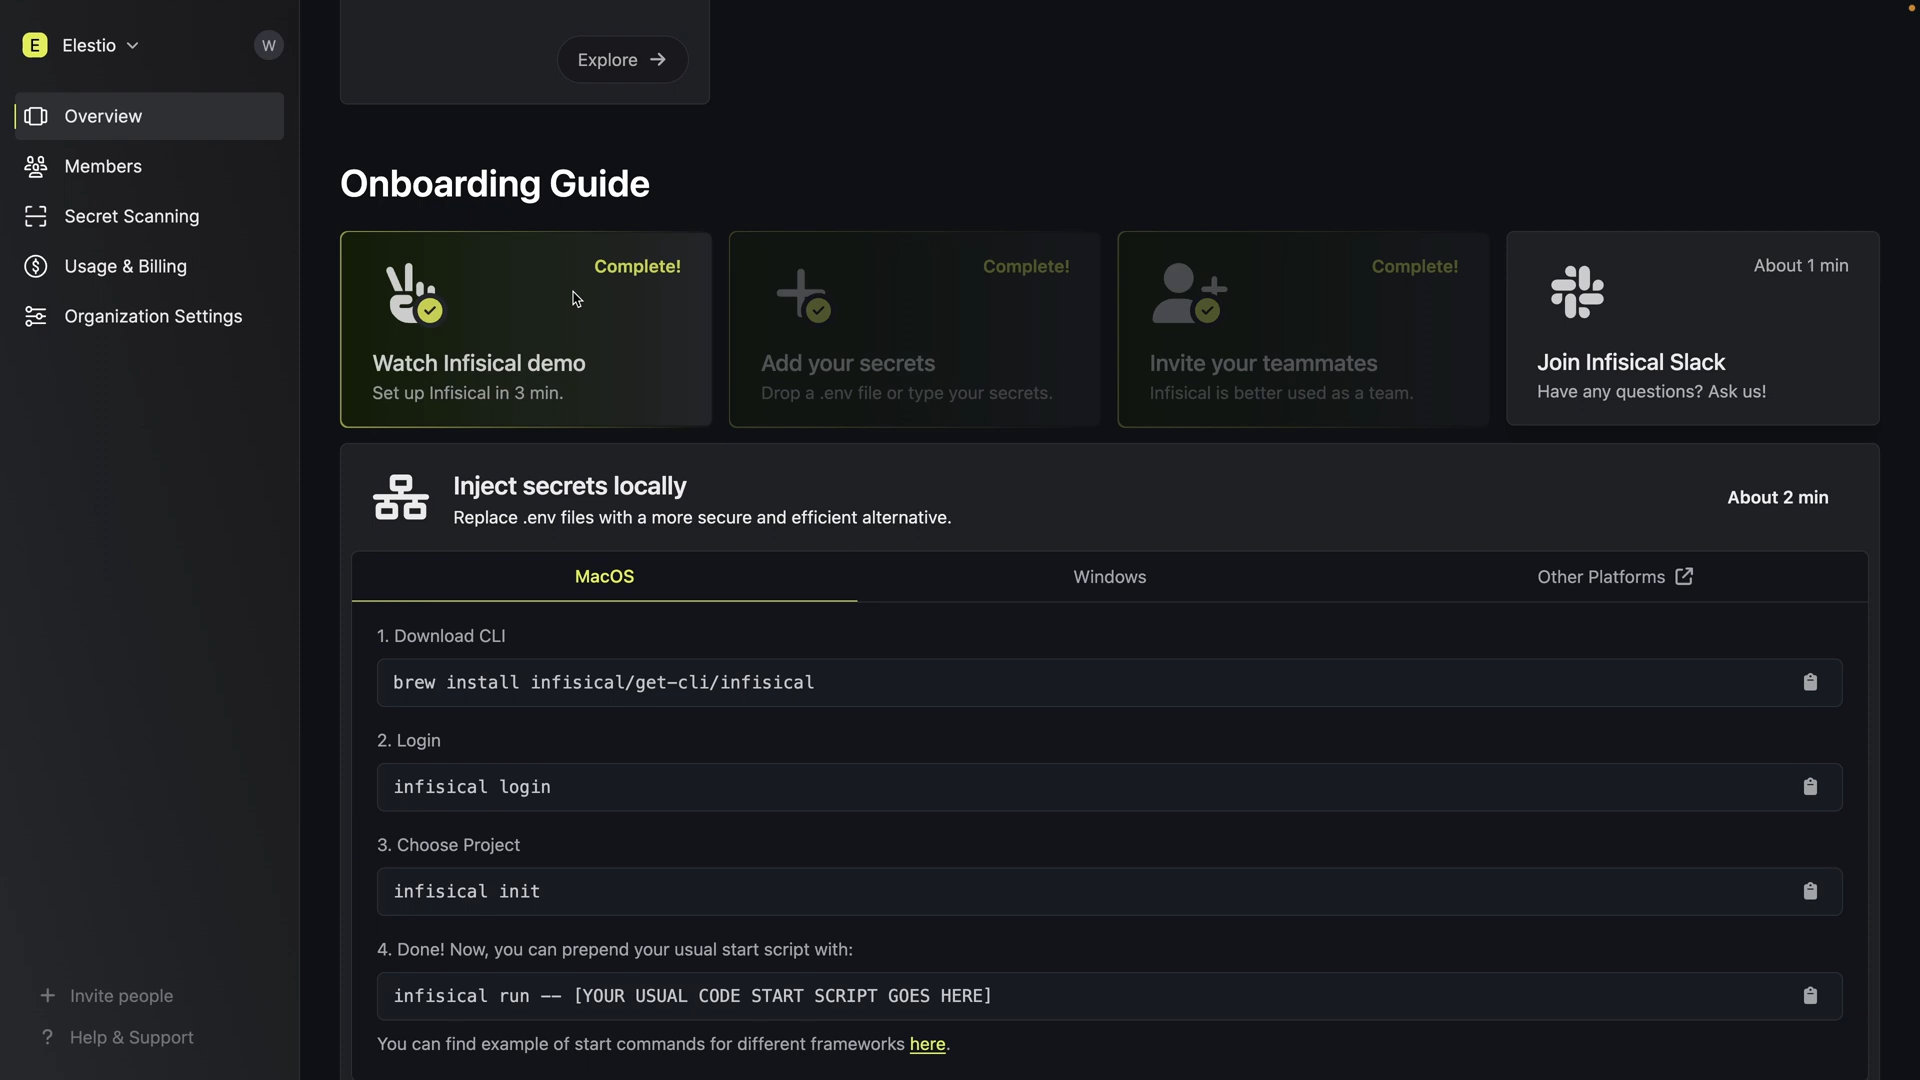 E Elestio
W
Overview
Members
Secret Scanning
Usage & Billing
Organization Settings
+ Invite people
? Help & Support
Explore →
Onboarding Guide
Complete!
Watch Infisical demo
Set up Infisical in 3 min.
Complete!
Add your secrets
Drop a .env file or type your secrets.
Complete!
Invite your teammates
Infisical is better used as a team.
About 1 min
Join Infisical Slack
Have any questions? Ask us!
Inject secrets locally
Replace .env files with a more secure and efficient alternative.
About 2 min
MacOS
Windows
Other Platforms
1. Download CLI
brew install infisical/get-cli/infisical
2. Login
infisical login
3. Choose Project
infisical init
4. Done! Now, you can prepend your usual start script with:
infisical run -- [YOUR USUAL CODE START SCRIPT GOES HERE]
You can find example of start commands for different frameworks here.